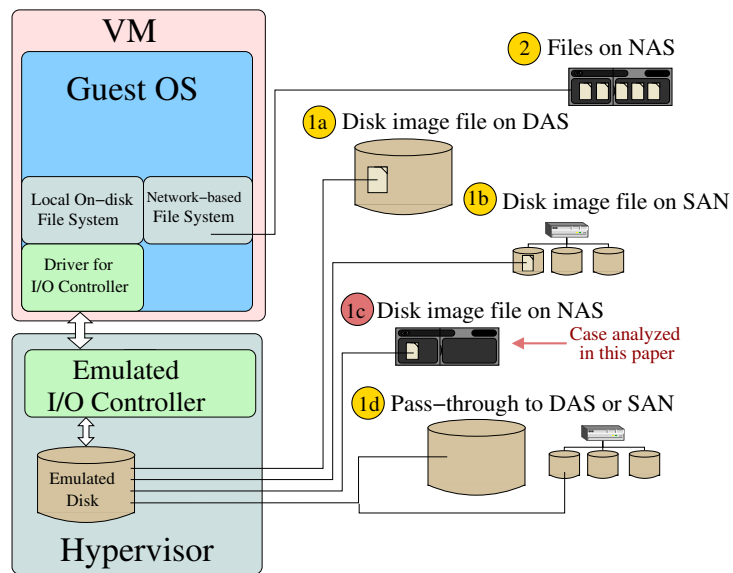 VM
Guest OS
Local On-disk
File System
Network-based
File System
Driver for
I/O Controller
Emulated
I/O Controller
Emulated
Disk
Hypervisor
2 Files on NAS
1a Disk image file on DAS
1b Disk image file on SAN
1c Disk image file on NAS
Case analyzed
in this paper
1d Pass-through to DAS or SAN